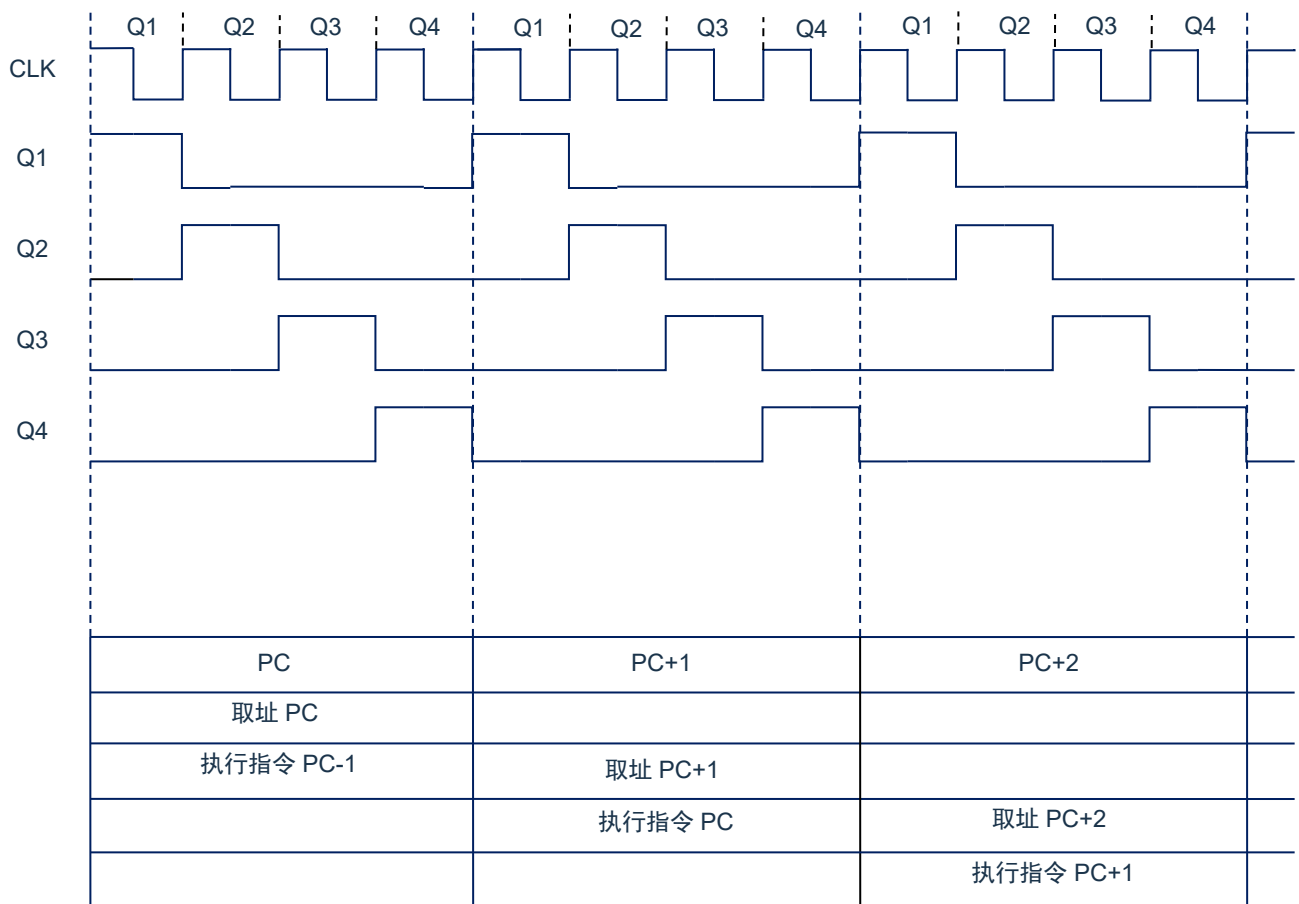 Q1 Q2 Q3 Q4 Q1 Q2 Q3 Q4 Q1 Q2 Q3 Q4
CLK
Q1
Q2
Q3
Q4
PC PC+1 PC+2
取址 PC
执行指令 PC-1 取址 PC+1
执行指令 PC 取址 PC+2
执行指令 PC+1